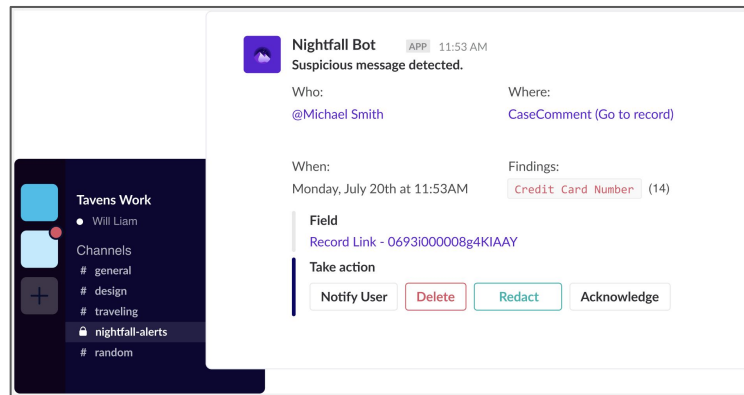 Nightfall Bot APP 11:53 AM
Suspicious message detected.
Who: Where:
@Michael Smith CaseComment (Go to record)
When: Findings:
Monday, July 20th at 11:53AM Credit Card Number (14)
Field
Record Link - 0693i000008g4KIAAY
Take action
Notify User Delete Redact Acknowledge
Tavens Work
Will Liam
Channels
# general
# design
# traveling
nightfall-alerts
# random